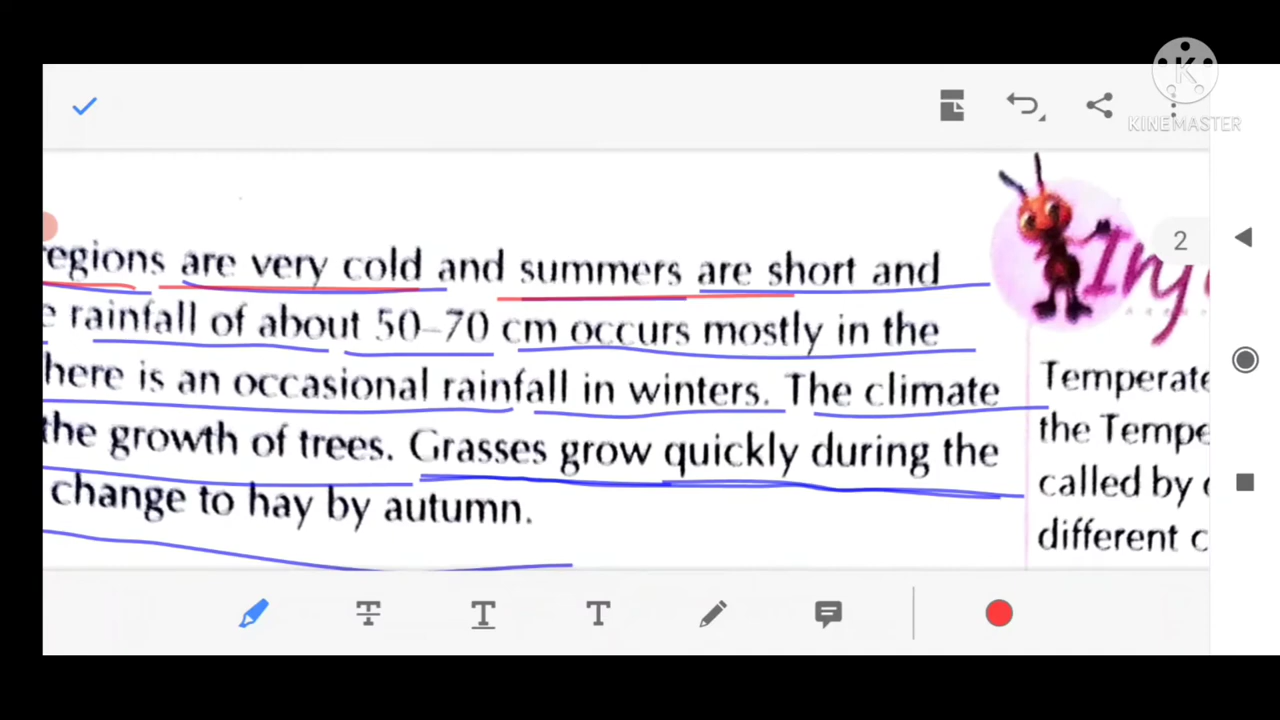 KINEMASTER
2
regions are very cold and summers are short and
rainfall of about 50–70 cm occurs mostly in the
here is an occasional rainfall in winters. The climate
the growth of trees. Grasses grow quickly during the
change to hay by autumn.
Temperate
the Tempe
called by
different c